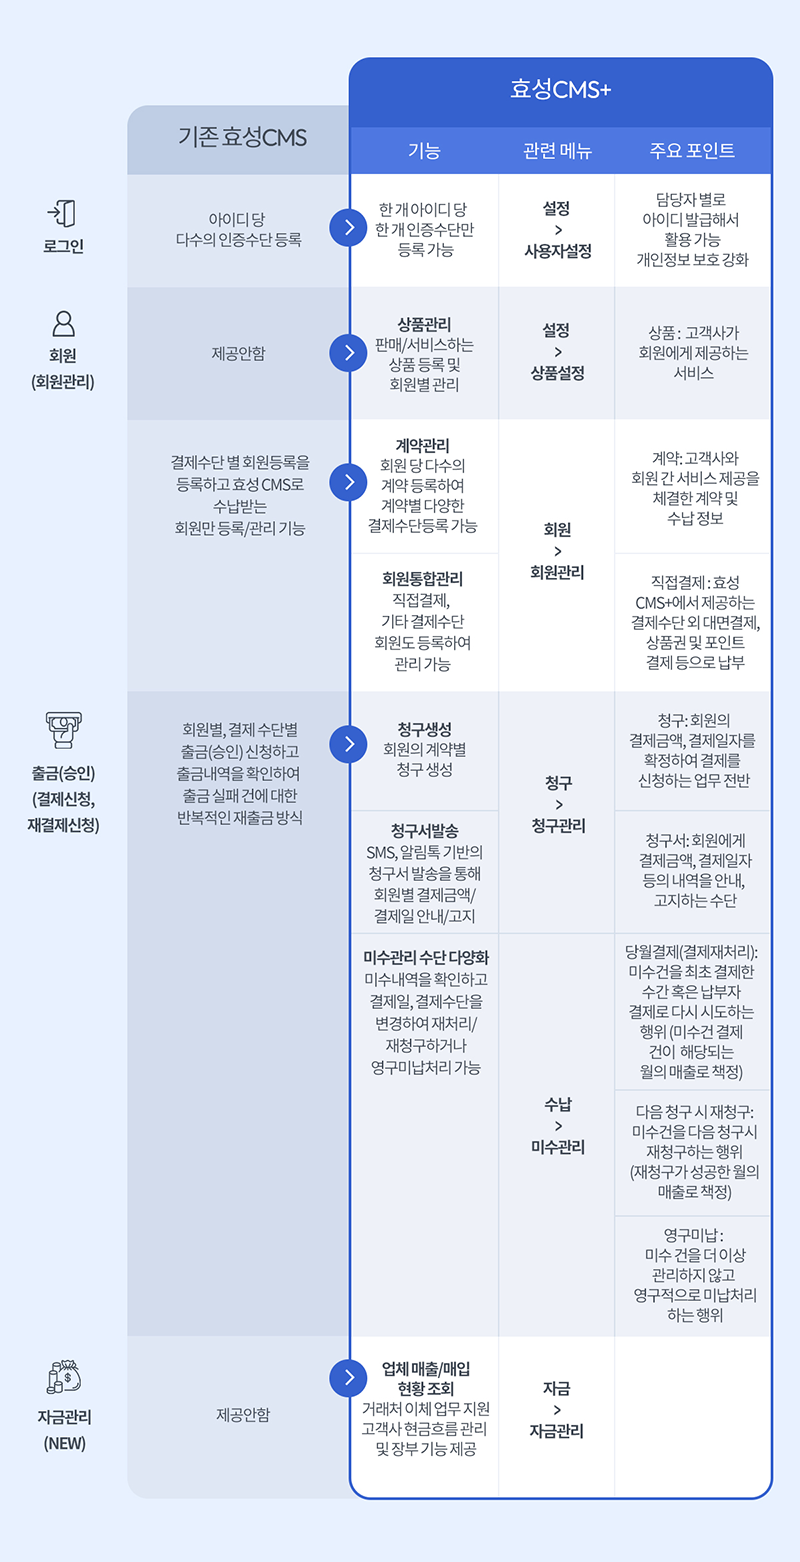 효성CMS+
기존 효성CMS
기능
관련 메뉴
주요 포인트
로그인
아이디 당
다수의 인증수단 등록
한 개 아이디 당
한 개 인증수단만
등록 가능
설정
>
사용자설정
담당자 별로
아이디 발급해서
활용 가능
개인정보 보호 강화
회원
(회원관리)
제공안함
상품관리
판매/서비스하는
상품 등록 및
회원별 관리
설정
>
상품설정
상품 : 고객사가
회원에게 제공하는
서비스
결제수단 별 회원등록을
등록하고 효성 CMS로
수납받는
회원만 등록/관리 기능
계약관리
회원 당 다수의
계약 등록하여
계약별 다양한
결제수단등록 가능
회원
>
회원관리
계약: 고객사와
회원 간 서비스 제공을
체결한 계약 및
수납 정보
회원통합관리
직접결제,
기타 결제수단
회원도 등록하여
관리 가능
직접결제 : 효성
CMS+에서 제공하는
결제수단 외 대면결제,
상품권 및 포인트
결제 등으로 납부
출금(승인)
(결제신청,
재결제신청)
회원별, 결제 수단별
출금(승인) 신청하고
출금내역을 확인하여
출금 실패 건에 대한
반복적인 재출금 방식
청구생성
회원의 계약별
청구 생성
청구
>
청구관리
청구: 회원의
결제금액, 결제일자를
확정하여 결제를
신청하는 업무 전반
청구서발송
SMS, 알림톡 기반의
청구서 발송을 통해
회원별 결제금액/
결제일 안내/고지
청구서: 회원에게
결제금액, 결제일자
등의 내역을 안내,
고지하는 수단
미수관리 수단 다양화
미수내역을 확인하고
결제일, 결제수단을
변경하여 재처리/
재청구하거나
영구미납처리 가능
수납
>
미수관리
당월결제(결제재처리):
미수건을 최초 결제한
수간 혹은 납부자
결제로 다시 시도하는
행위 (미수건 결제
건이 해당되는
월의 매출로 책정)
다음 청구 시 재청구:
미수건을 다음 청구시
재청구하는 행위
(재청구가 성공한 월의
매출로 책정)
영구미납 :
미수 건을 더 이상
관리하지 않고
영구적으로 미납처리
하는 행위
자금관리
(NEW)
제공안함
업체 매출/매입
현황 조회
거래처 이체 업무 지원
고객사 현금흐름 관리
및 장부 기능 제공
자금
>
자금관리